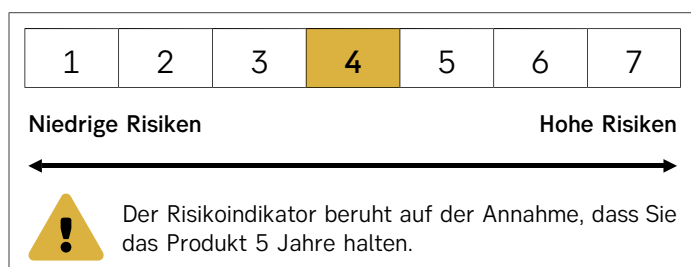 1 2 3 4 5 6 7
Niedrige Risiken Hohe Risiken
Der Risikoindikator beruht auf der Annahme, dass Sie
das Produkt 5 Jahre halten.